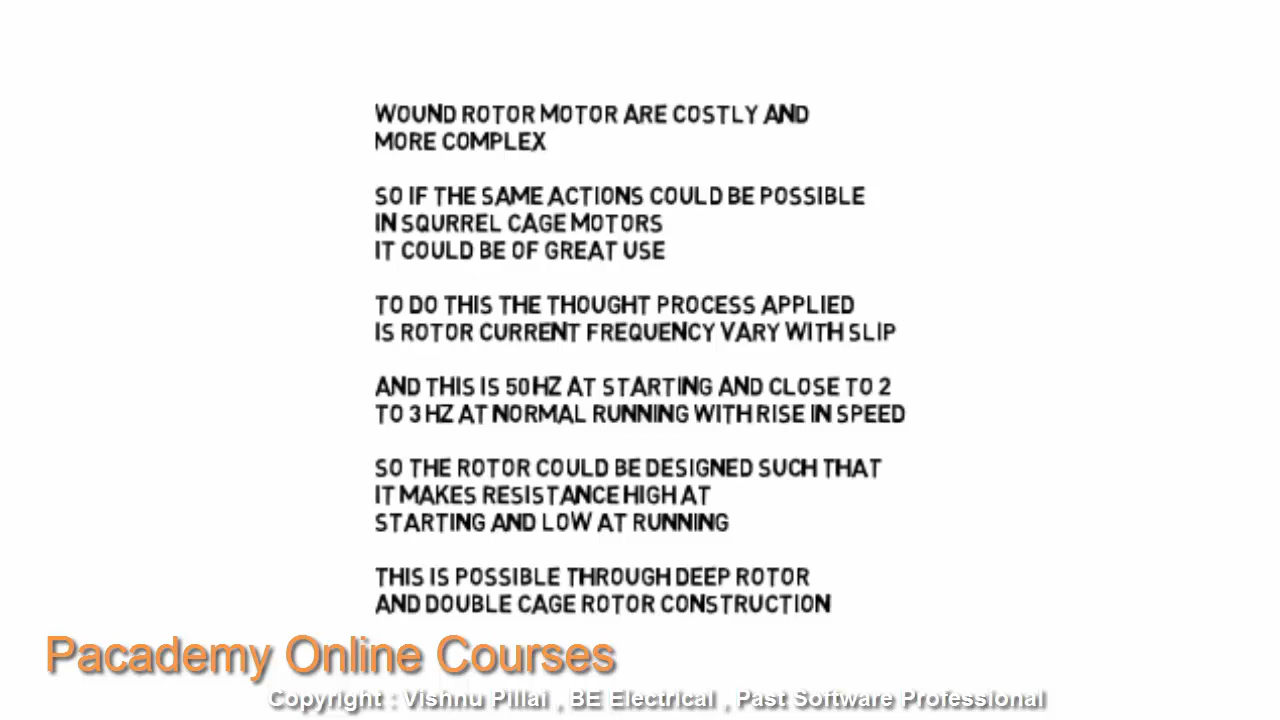 WOUND ROTOR MOTOR ARE COSTLY AND
MORE COMPLEX
SO IF THE SAME ACTIONS COULD BE POSSIBLE
IN SQURREL CAGE MOTORS
IT COULD BE OF GREAT USE
TO DO THIS THE THOUGHT PROCESS APPLIED
IS ROTOR CURRENT FREQUENCY VARY WITH SLIP
AND THIS IS 50 HZ AT STARTING AND CLOSE TO 2
TO 3 HZ AT NORMAL RUNNING WITH RISE IN SPEED
SO THE ROTOR COULD BE DESIGNED SUCH THAT
IT MAKES RESISTANCE HIGH AT
STARTING AND LOW AT RUNNING
THIS IS POSSIBLE THROUGH DEEP ROTOR
AND DOUBLE CAGE ROTOR CONSTRUCTION
Pacademy Online Courses
Copyright : Vishnu Pillai , BE Electrical , Past Software Professional